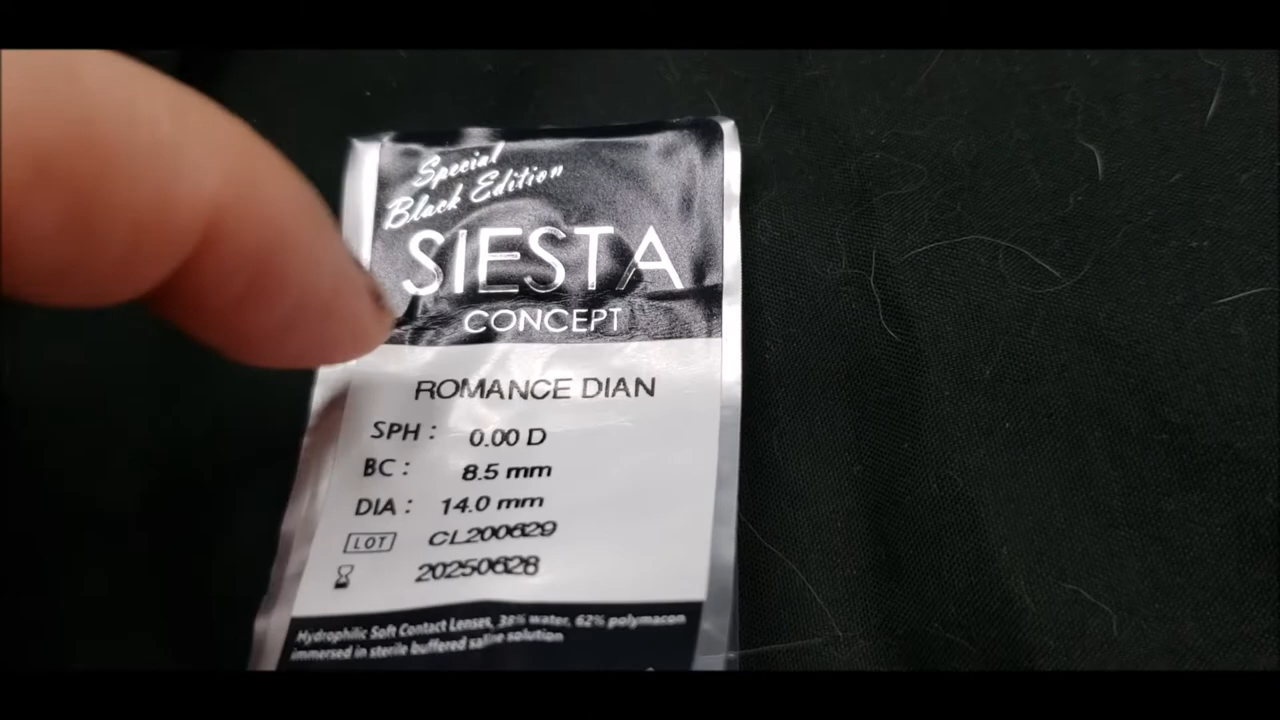 Special
Black Edition
SIESTA
CONCEPT
ROMANCE DIAN
SPH : 0.00 D
BC : 8.5 mm
DIA : 14.0 mm
LOT CL200629
20250628
Hydrophilic Soft Contact Lenses, 38% water, 62% polymacon
immersed in sterile buffered saline solution